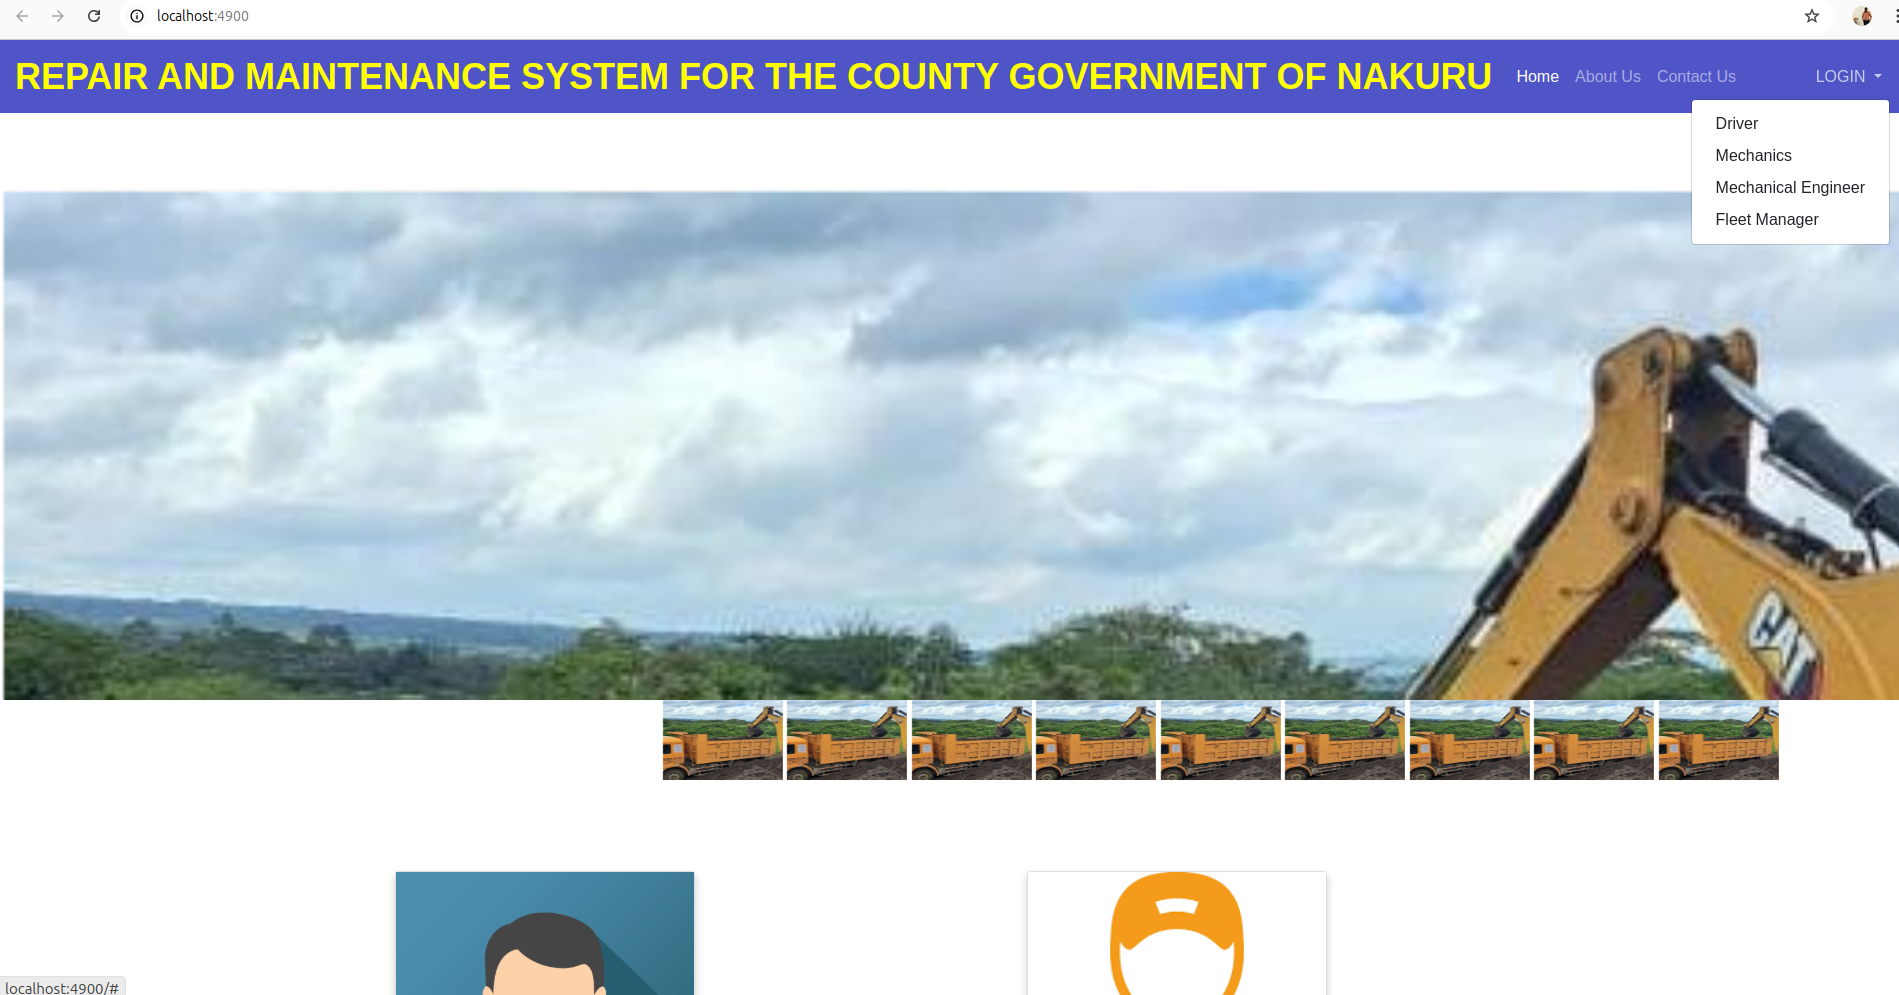 localhost:4900
REPAIR AND MAINTENANCE SYSTEM FOR THE COUNTY GOVERNMENT OF NAKURU Home About Us Contact Us LOGIN
Driver
Mechanics
Mechanical Engineer
Fleet Manager
CAT
localhost:4900/#